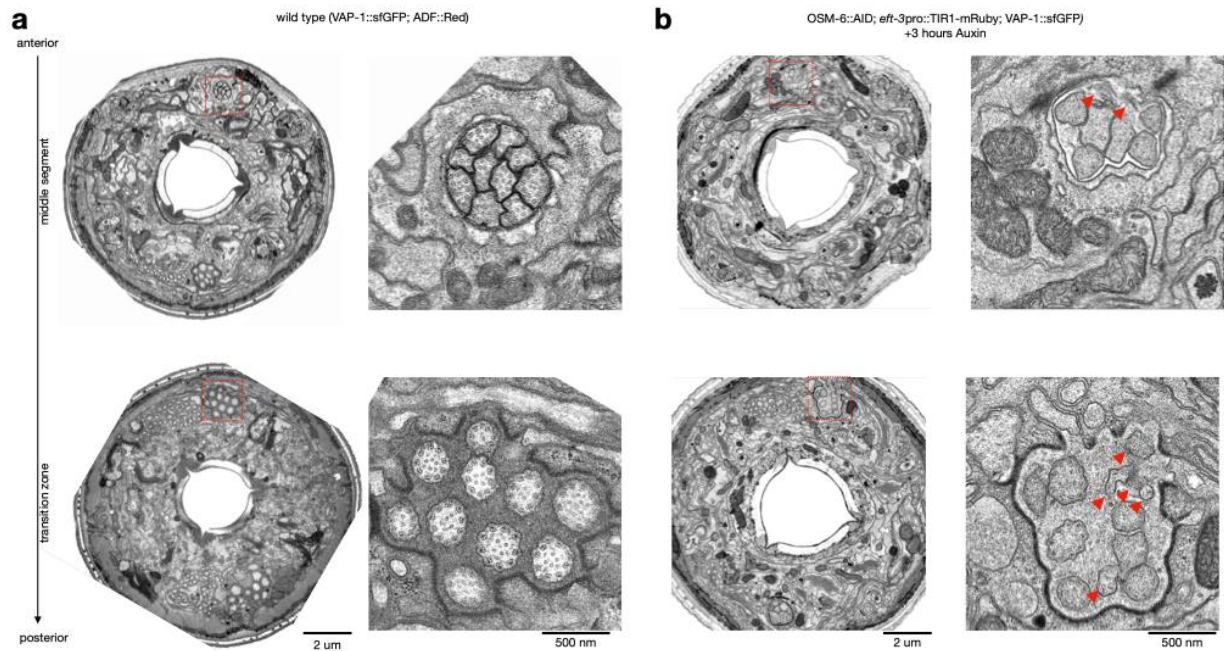 a
wild type (VAP-1::sfGFP; ADF::Red)
b
OSM-6::AID; eft-3pro::TIR1-mRuby; VAP-1::sfGFP)
+3 hours Auxin
anterior
middle segment
transition zone
posterior
2 um
500 nm
2 um
500 nm